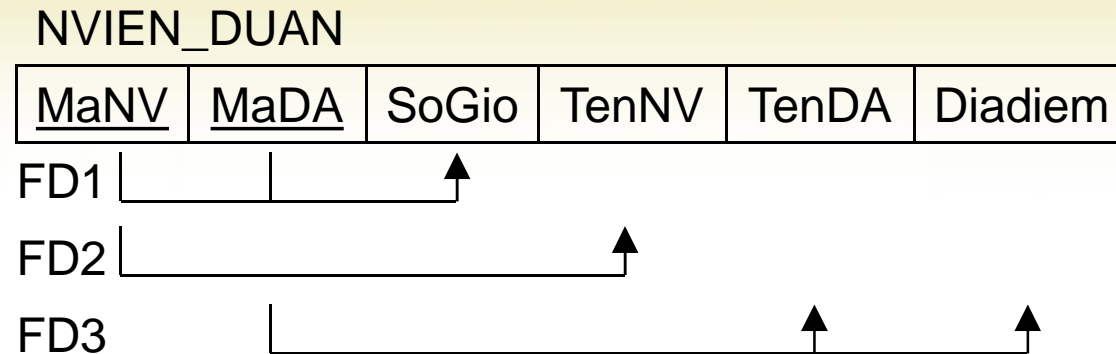 NVIEN_DUAN
MaNV MaDA SoGio TenNV TenDA Diadiem
FD1
FD2
FD3